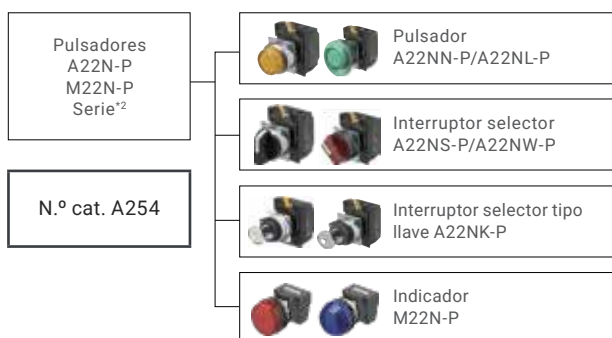 Pulsadores
A22N-P
M22N-P
Serie*2
N.º cat. A254
Pulsador
A22NN-P/A22NL-P
Interruptor selector
A22NS-P/A22NW-P
Interruptor selector tipo
llave A22NK-P
Indicador
M22N-P